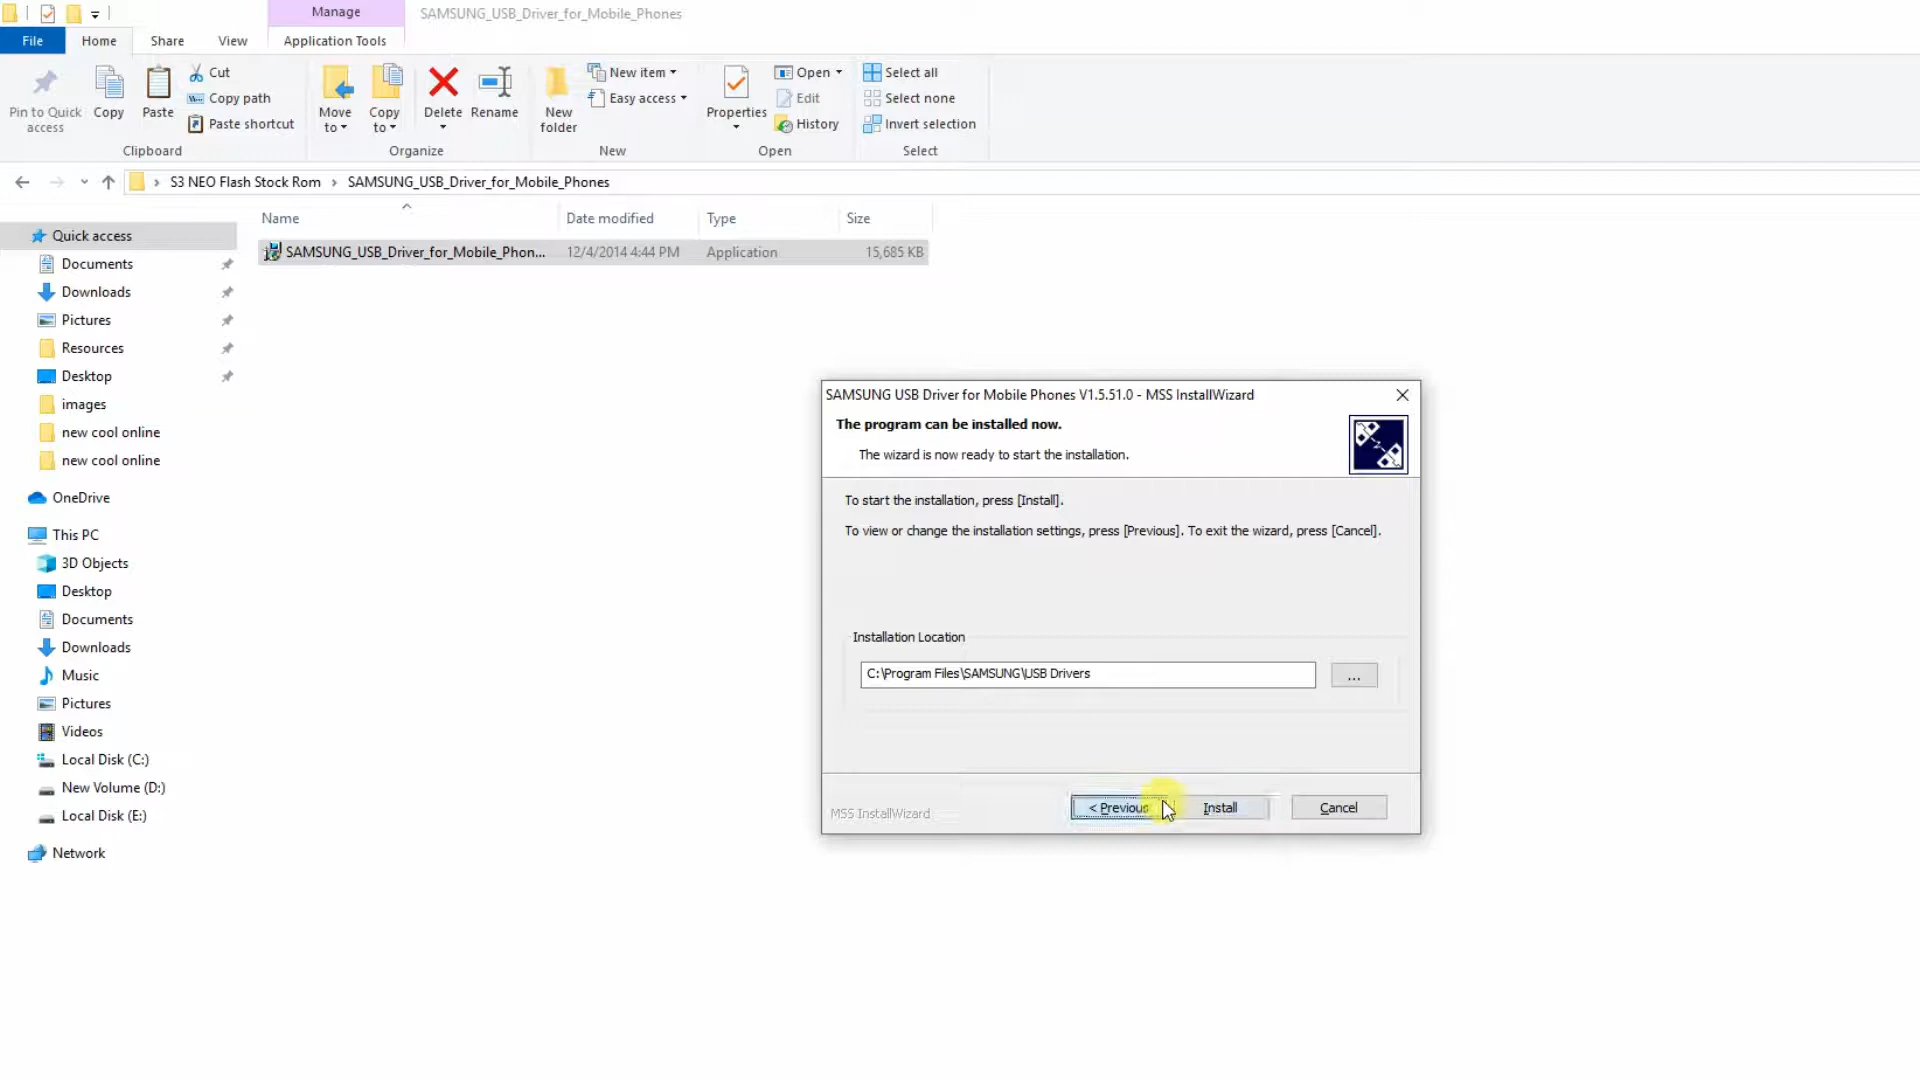 Manage
SAMSUNG_USB_Driver_for_Mobile_Phones
File
Home
Share
View
Application Tools
Pin to Quick access
Copy
Paste
Cut
Copy path
Paste shortcut
Clipboard
Move to
Copy to
Delete
Rename
Organize
New folder
New item
Easy access
New
Properties
Open
Edit
History
Open
Select all
Select none
Invert selection
Select
S3 NEO Flash Stock Rom
SAMSUNG_USB_Driver_for_Mobile_Phones
Name
Date modified
Type
Size
SAMSUNG_USB_Driver_for_Mobile_Phon...
12/4/2014 4:44 PM
Application
15,685 KB
Quick access
Documents
Downloads
Pictures
Resources
Desktop
images
new cool online
new cool online
OneDrive
This PC
3D Objects
Desktop
Documents
Downloads
Music
Pictures
Videos
Local Disk (C:)
New Volume (D:)
Local Disk (E:)
Network
SAMSUNG USB Driver for Mobile Phones V1.5.51.0 - MSS InstallWizard
The program can be installed now.
The wizard is now ready to start the installation.
To start the installation, press [Install].
To view or change the installation settings, press [Previous]. To exit the wizard, press [Cancel].
Installation Location
C:\Program Files\SAMSUNG\USB Drivers
...
MSS InstallWizard
< Previous
Install
Cancel